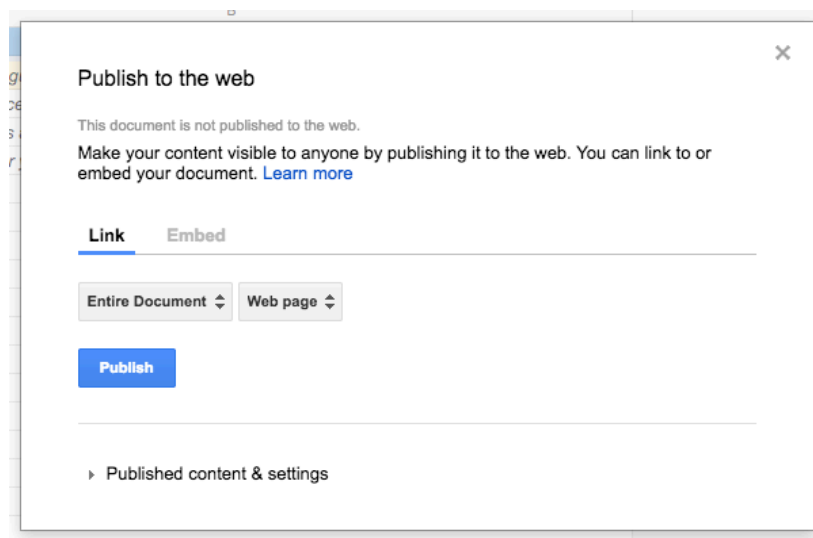 Publish to the web
This document is not published to the web.
Make your content visible to anyone by publishing it to the web. You can link to or
embed your document. Learn more
Link Embed
Entire Document Web page
Publish
Published content & settings